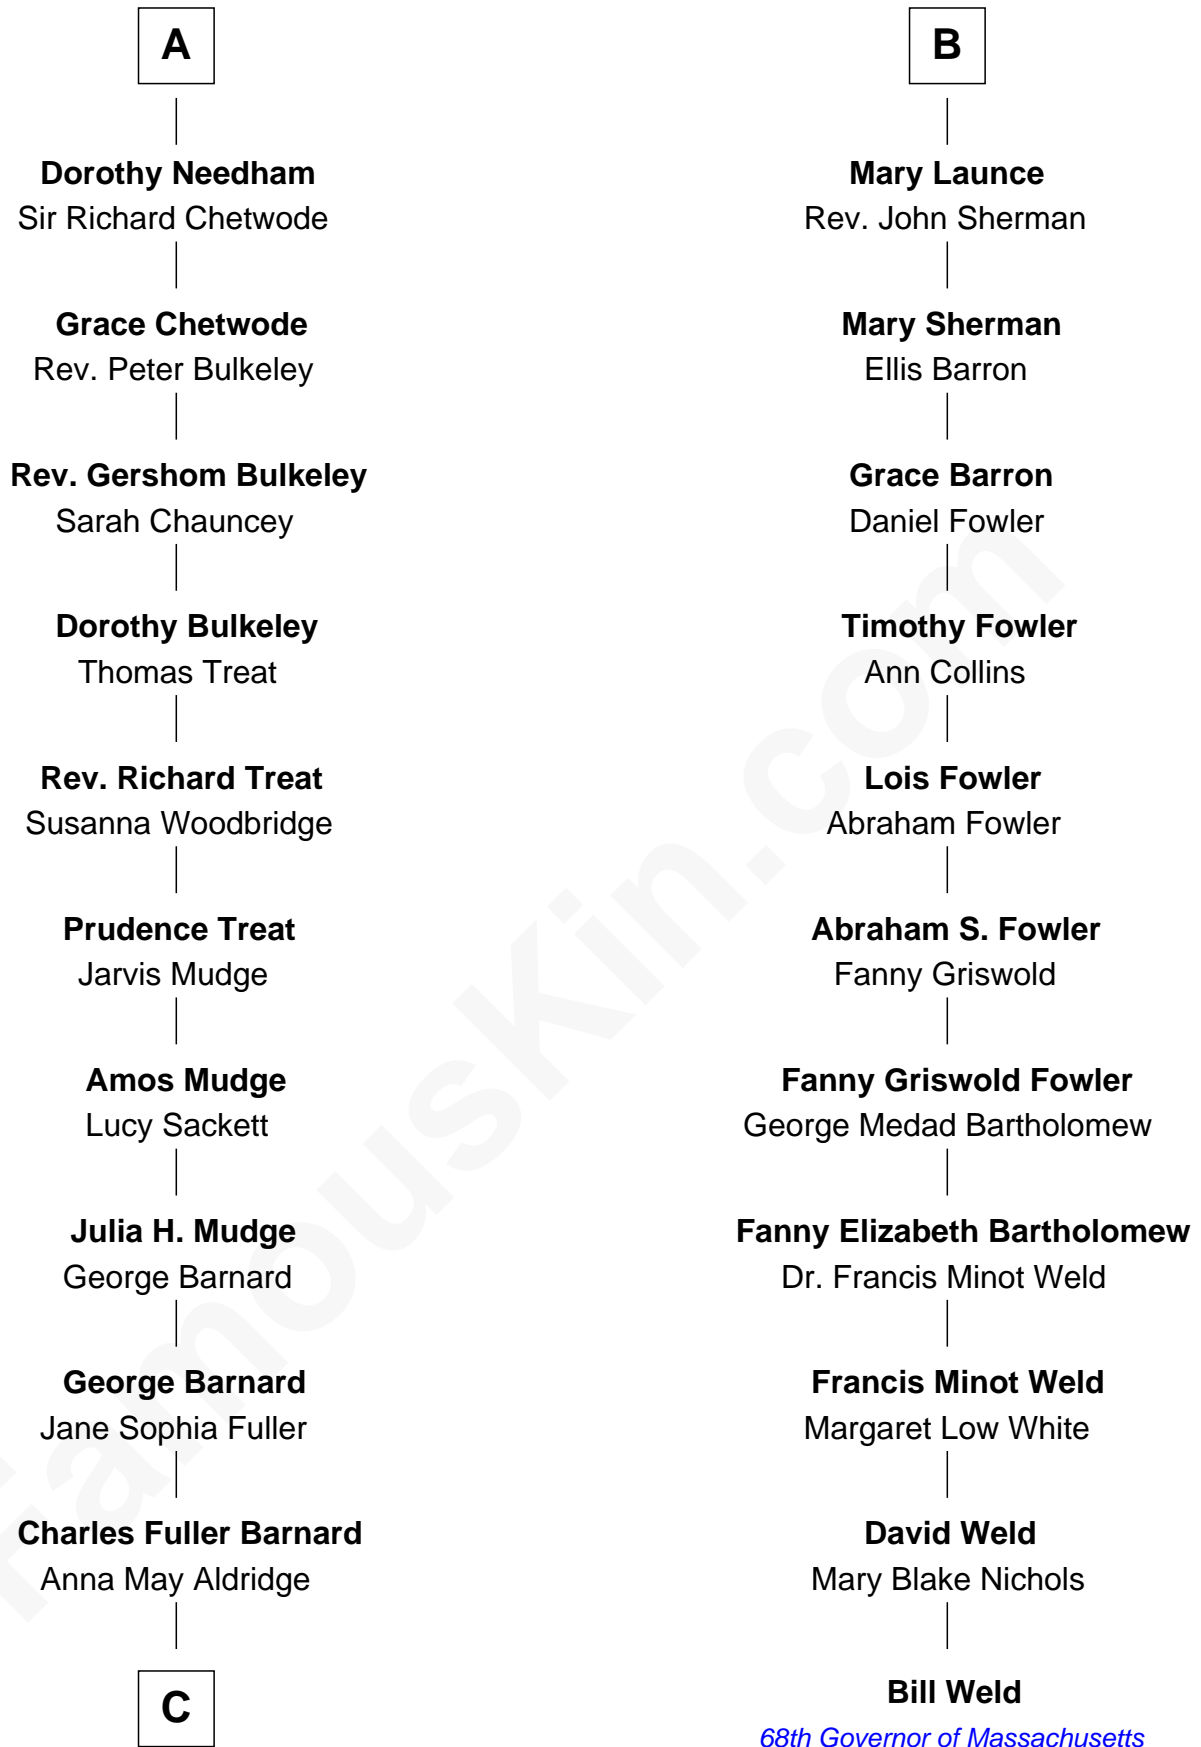 A
Dorothy Needham
Sir Richard Chetwode
Grace Chetwode
Rev. Peter Bulkeley
Rev. Gershom Bulkeley
Sarah Chauncey
Dorothy Bulkeley
Thomas Treat
Rev. Richard Treat
Susanna Woodbridge
Prudence Treat
Jarvis Mudge
Amos Mudge
Lucy Sackett
Julia H. Mudge
George Barnard
George Barnard
Jane Sophia Fuller
Charles Fuller Barnard
Anna May Aldridge
C
B
Mary Launce
Rev. John Sherman
Mary Sherman
Ellis Barron
Grace Barron
Daniel Fowler
Timothy Fowler
Ann Collins
Lois Fowler
Abraham Fowler
Abraham S. Fowler
Fanny Griswold
Fanny Griswold Fowler
George Medad Bartholomew
Fanny Elizabeth Bartholomew
Dr. Francis Minot Weld
Francis Minot Weld
Margaret Low White
David Weld
Mary Blake Nichols
Bill Weld
68th Governor of Massachusetts
FamousKin.com